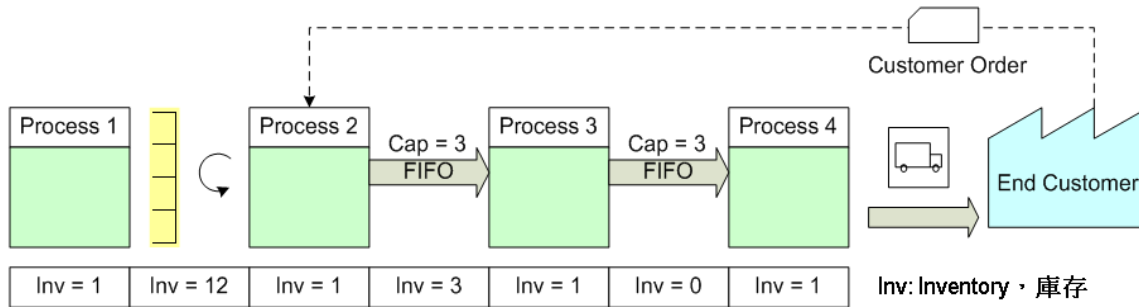 Customer Order
Process 1
Process 2
Cap = 3
FIFO
Process 3
Cap = 3
FIFO
Process 4
End Customer
Inv = 1
Inv = 12
Inv = 1
Inv = 3
Inv = 1
Inv = 0
Inv = 1
Inv: Inventory，庫存